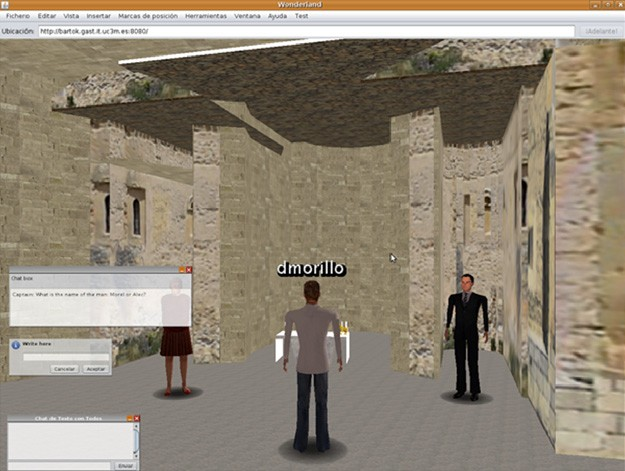 Wonderland
Fichero Editar Vista Insertar Marcas de posición Herramientas Ventana Ayuda Test
Ubicación: http://bartok.gast.it.uc3m.es:8080/ ¡Adelante!
dmorillo
Chat box
Captain: What is the name of the man: Morel or Alec?
Write here
Cancelar Aceptar
Chat de Texto con Todos
Enviar